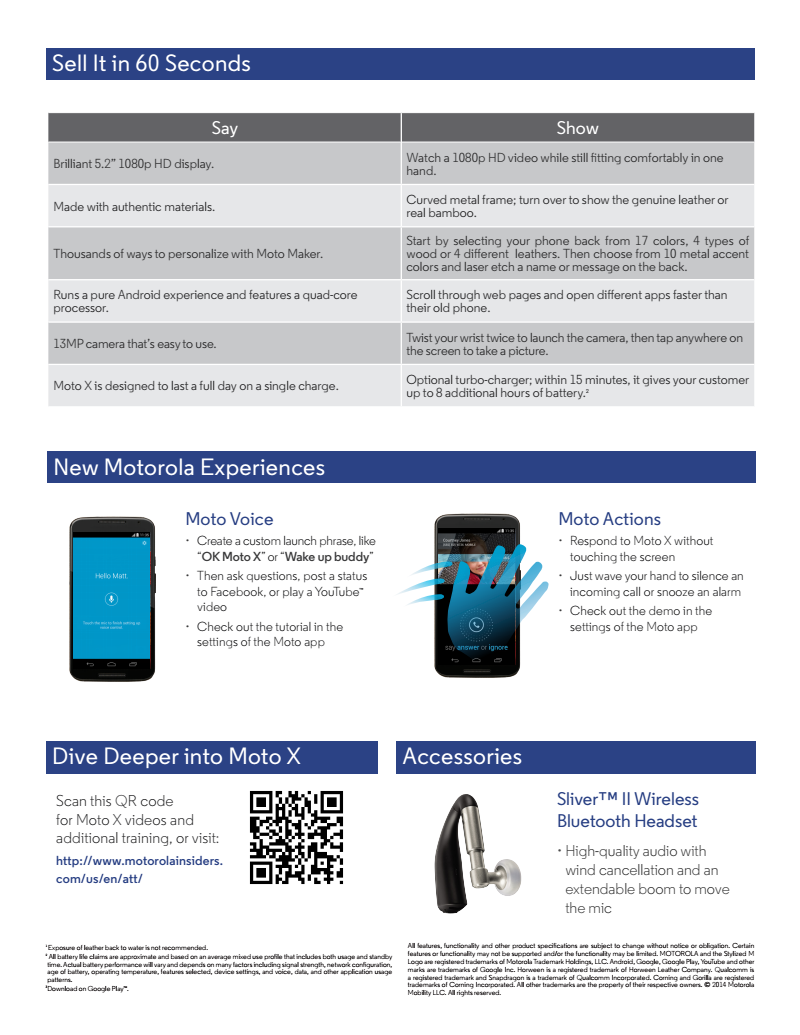 Sell It in 60 Seconds
Say
Show
Brilliant 5.2” 1080p HD display.
Watch a 1080p HD video while still fitting comfortably in one
hand.
Made with authentic materials.
Curved metal frame; turn over to show the genuine leather or
real bamboo.
Thousands of ways to personalize with Moto Maker.
Start by selecting your phone back from 17 colors, 4 types of
wood or 4 different leathers. Then choose from 10 metal accent
colors and laser etch a name or message on the back.
Runs a pure Android experience and features a quad-core
processor.
Scroll through web pages and open different apps faster than
their old phone.
13MP camera that’s easy to use.
Twist your wrist twice to launch the camera, then tap anywhere on
the screen to take a picture.
Moto X is designed to last a full day on a single charge.
Optional turbo-charger; within 15 minutes, it gives your customer
up to 8 additional hours of battery.²
New Motorola Experiences
Hello Matt.
Touch the mic to finish setting up
voice control.
Moto Voice
• Create a custom launch phrase, like
“OK Moto X” or “Wake up buddy”
• Then ask questions, post a status
to Facebook, or play a YouTube™
video
• Check out the tutorial in the
settings of the Moto app
Courtney Jones
say answer or ignore
Moto Actions
• Respond to Moto X without
touching the screen
• Just wave your hand to silence an
incoming call or snooze an alarm
• Check out the demo in the
settings of the Moto app
Dive Deeper into Moto X
Scan this QR code
for Moto X videos and
additional training, or visit:
http://www.motorolainsiders.
com/us/en/att/
Accessories
Sliver™ II Wireless
Bluetooth Headset
• High-quality audio with
wind cancellation and an
extendable boom to move
the mic
¹Exposure of leather back to water is not recommended.
² All battery life claims are approximate and based on an average mixed use profile that includes both usage and standby
time. Actual battery performance will vary and depends on many factors including signal strength, network configuration,
age of battery, operating temperature, features selected, device settings, and voice, data, and other application usage
patterns.
³Download on Google Play™.
All features, functionality and other product specifications are subject to change without notice or obligation. Certain
features or functionality may not be supported and/or the functionality may be limited. MOTOROLA and the Stylized M
Logo are registered trademarks of Motorola Trademark Holdings, LLC. Android, Google, Google Play, YouTube and other
marks are trademarks of Google Inc. Horween is a registered trademark of Horween Leather Company. Qualcomm is
a registered trademark and Snapdragon is a trademark of Qualcomm Incorporated. Corning and Gorilla are registered
trademarks of Corning Incorporated. All other trademarks are the property of their respective owners. © 2014 Motorola
Mobility LLC. All rights reserved.